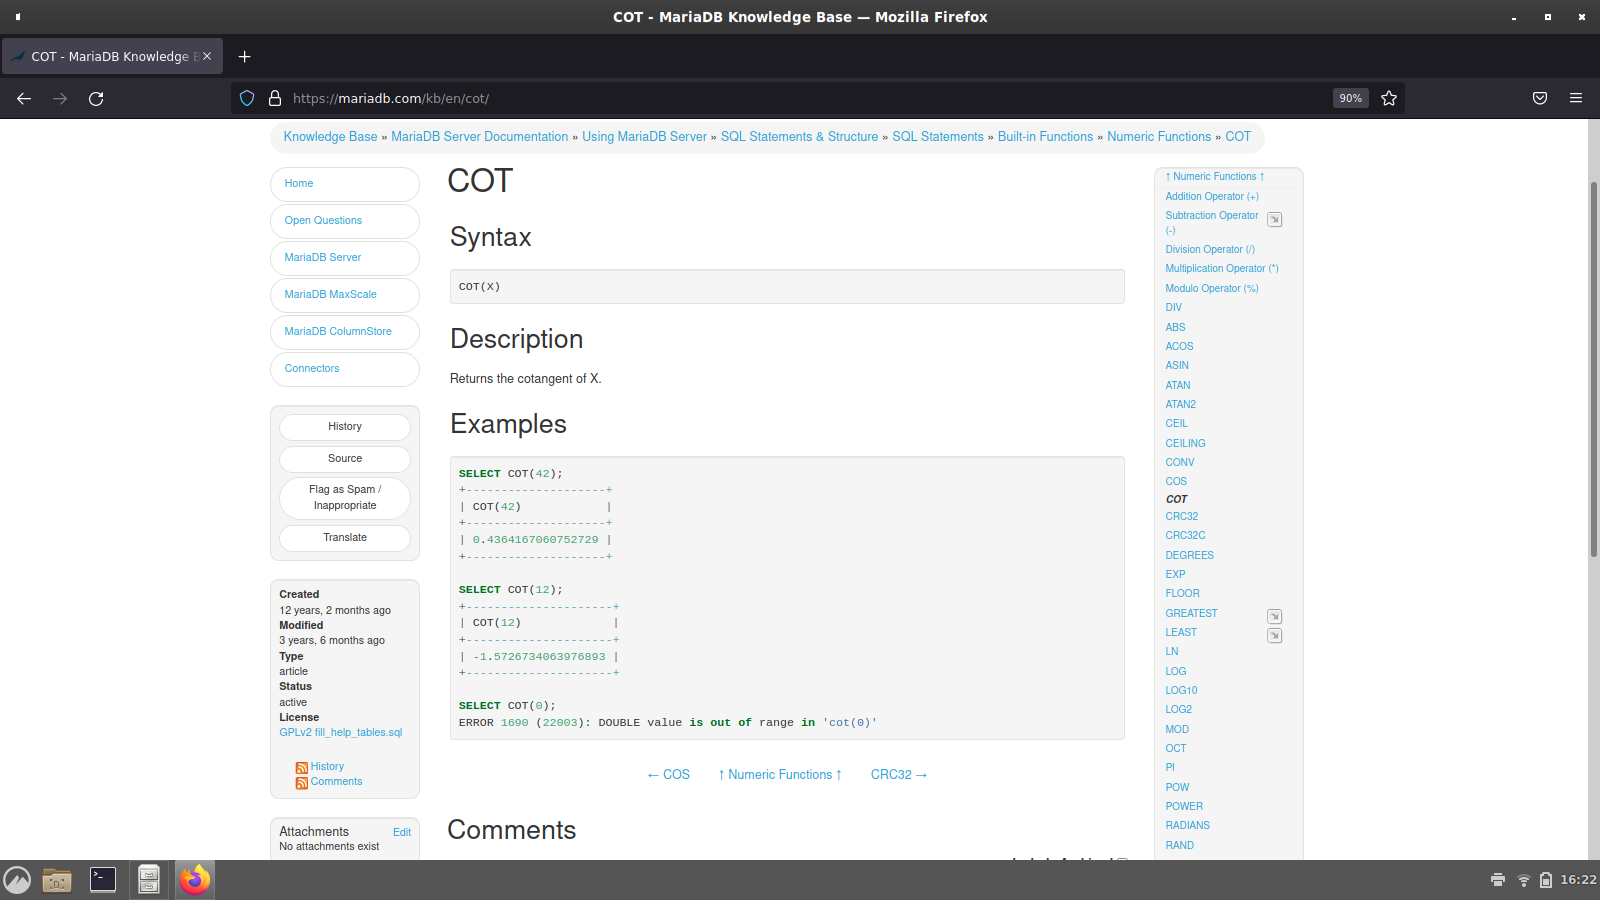 COT - MariaDB Knowledge Base — Mozilla Firefox
COT - MariaDB Knowledge B
https://mariadb.com/kb/en/cot/
90%
Knowledge Base » MariaDB Server Documentation » Using MariaDB Server » SQL Statements & Structure » SQL Statements » Built-in Functions » Numeric Functions » COT
Home
Open Questions
MariaDB Server
MariaDB MaxScale
MariaDB ColumnStore
Connectors
History
Source
Flag as Spam /
Inappropriate
Translate
Created
12 years, 2 months ago
Modified
3 years, 6 months ago
Type
article
Status
active
License
GPLv2 fill_help_tables.sql
History
Comments
Attachments
Edit
No attachments exist
COT
Syntax
COT(X)
Description
Returns the cotangent of X.
Examples
SELECT COT(42);
+--------------------+
| COT(42)            |
+--------------------+
| 0.4364167060752729 |
+--------------------+
SELECT COT(12);
+---------------------+
| COT(12)             |
+---------------------+
| -1.5726734063976893 |
+---------------------+
SELECT COT(0);
ERROR 1690 (22003): DOUBLE value is out of range in 'cot(0)'
← COS
↑ Numeric Functions ↑
CRC32 →
Comments
↑ Numeric Functions ↑
Addition Operator (+)
Subtraction Operator
(-)
Division Operator (/)
Multiplication Operator (*)
Modulo Operator (%)
DIV
ABS
ACOS
ASIN
ATAN
ATAN2
CEIL
CEILING
CONV
COS
COT
CRC32
CRC32C
DEGREES
EXP
FLOOR
GREATEST
LEAST
LN
LOG
LOG10
LOG2
MOD
OCT
PI
POW
POWER
RADIANS
RAND
16:22